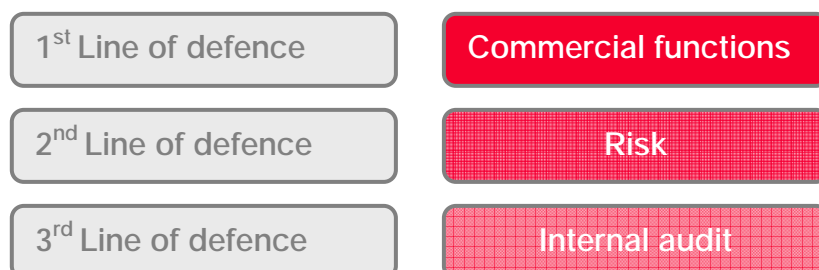 1st Line of defence
Commercial functions
2nd Line of defence
Risk
3rd Line of defence
Internal audit